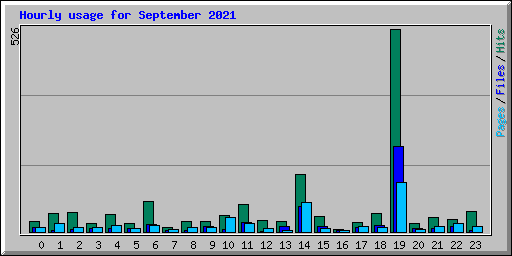 Hourly usage for September 2021
526
Pages/Files/Hits
0 1 2 3 4 5 6 7 8 9 10 11 12 13 14 15 16 17 18 19 20 21 22 23